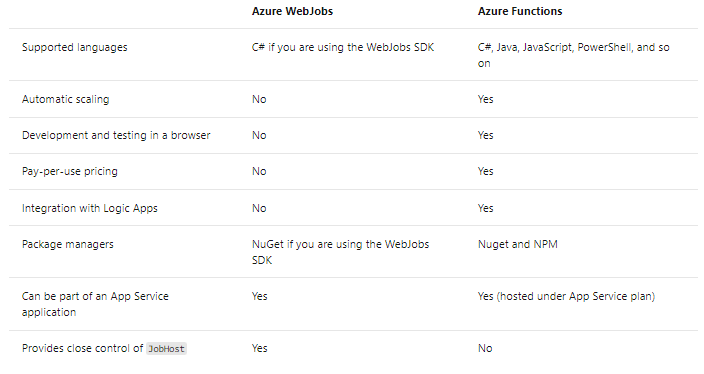 Azure WebJobs Azure Functions
Supported languages C# if you are using the WebJobs SDK C#, Java, JavaScript, PowerShell, and so
on
Automatic scaling No Yes
Development and testing in a browser No Yes
Pay-per-use pricing No Yes
Integration with Logic Apps No Yes
Package managers NuGet if you are using the WebJobs Nuget and NPM
SDK
Can be part of an App Service Yes Yes (hosted under App Service plan)
application
Provides close control of JobHost Yes No